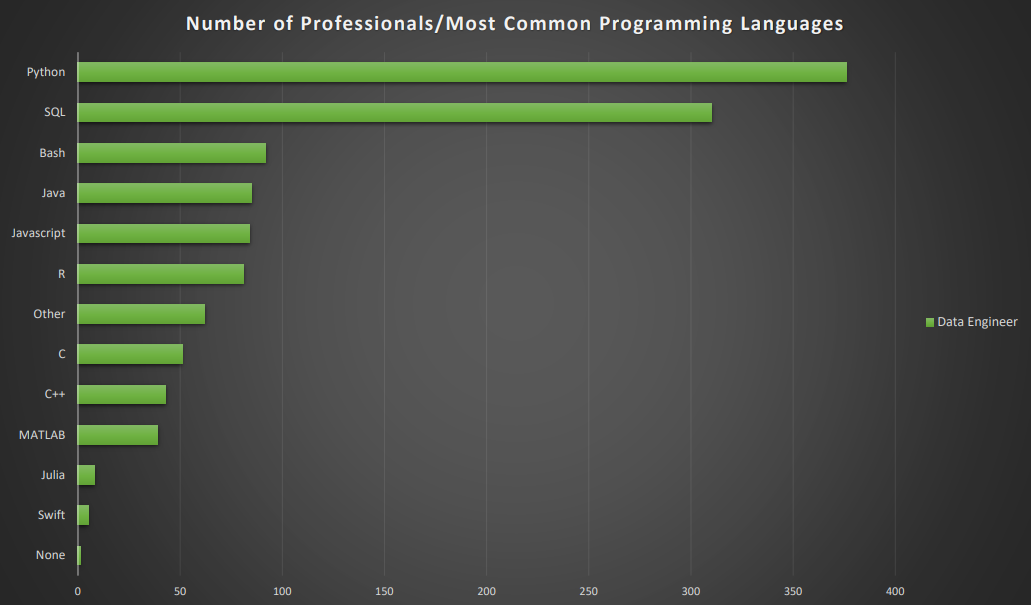 Number of Professionals/Most Common Programming Languages
Python
SQL
Bash
Java
Javascript
R
Other
C
C++
MATLAB
Julia
Swift
None
0 50 100 150 200 250 300 350 400
Data Engineer